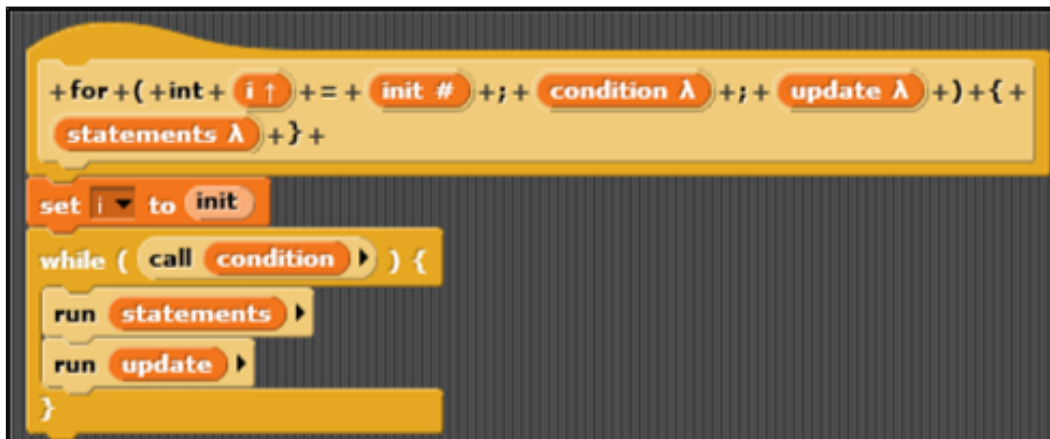 +for+(+int+ i ↑ +=+ init # +;+ condition λ +;+ update λ +)+{+
statements λ +}+
set i ▾ to init
while ( call condition ▸ ) {
run statements ▸
run update ▸
}